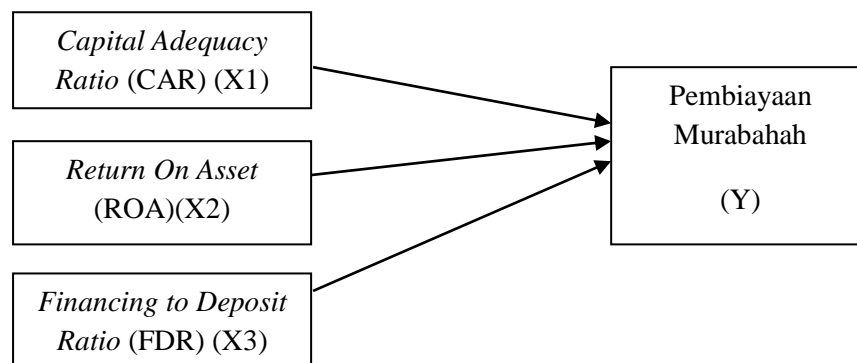 Capital Adequacy
Ratio (CAR) (X1)
Return On Asset
(ROA)(X2)
Financing to Deposit
Ratio (FDR) (X3)
Pembiayaan
Murabahah
(Y)